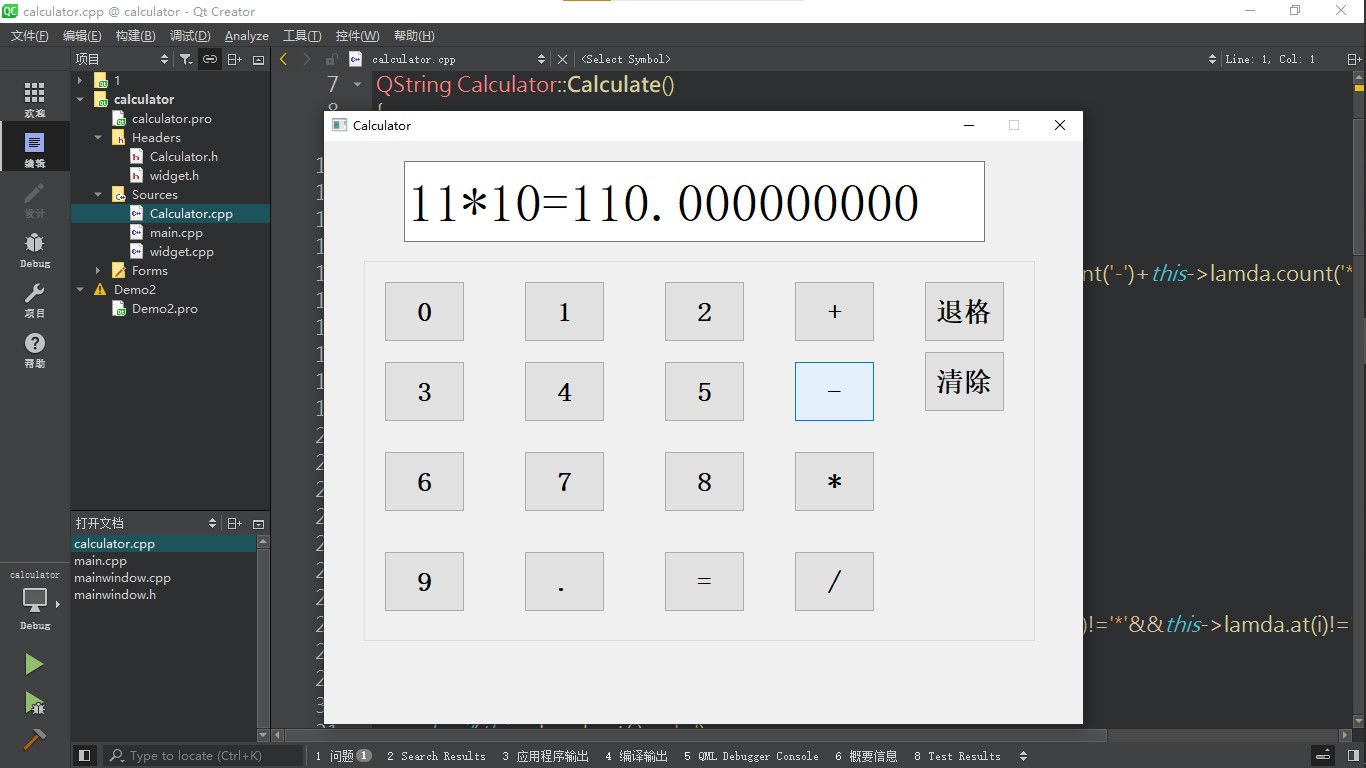 calculator.cpp @ calculator - Qt Creator
文件(F) 编辑(E) 构建(B) 调试(D) Analyze 工具(T) 控件(W) 帮助(H)
项目
calculator.cpp
<Select Symbol>
Line: 1, Col: 1
欢迎
编辑
设计
Debug
项目
帮助
1
calculator
calculator.pro
Headers
Calculator.h
widget.h
Sources
Calculator.cpp
main.cpp
widget.cpp
Forms
Demo2
Demo2.pro
打开文档
calculator.cpp
main.cpp
mainwindow.cpp
mainwindow.h
calculator
Debug
7 QString Calculator::Calculate()
nt('-')+this->lamda.count('*
)!='*'&&this->lamda.at(i)!='
Calculator
11*10=110.000000000
0 1 2 + 退格
3 4 5 - 清除
6 7 8 *
9 . = /
Type to locate (Ctrl+K)
1 问题 1 2 Search Results 3 应用程序输出 4 编译输出 5 QML Debugger Console 6 概要信息 8 Test Results